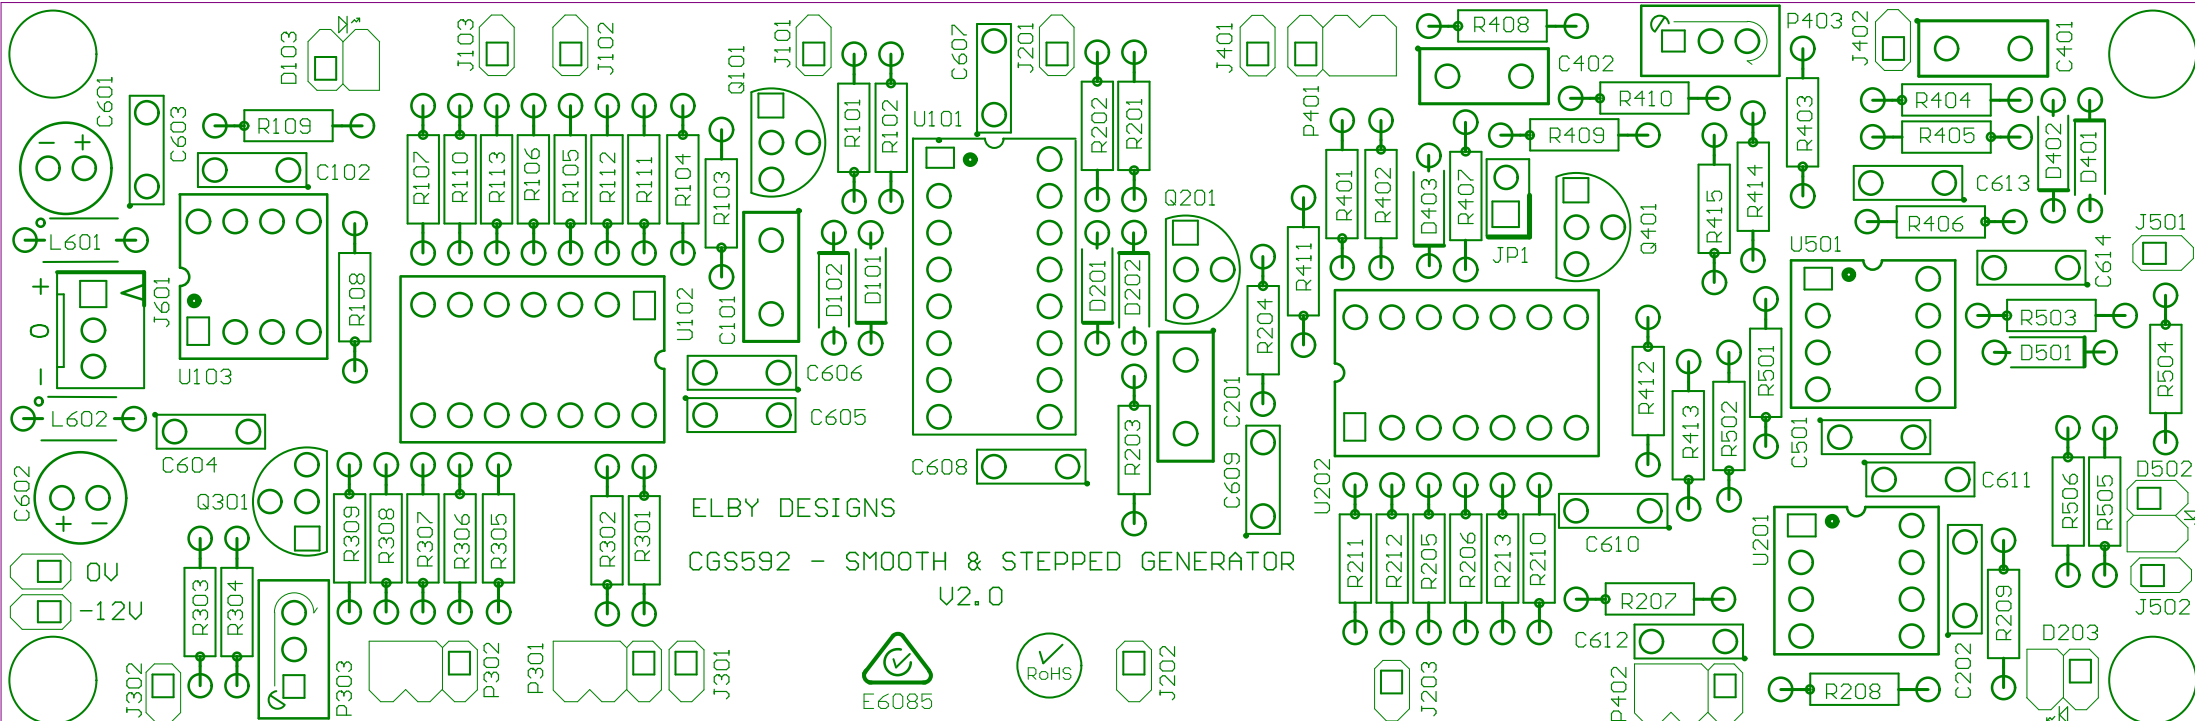 D103
J103
J102
Q101
J101
C607
J201
J401
R408
P403
J402
C401
C601
C603
R109
C102
R107
R110
R113
R106
R105
R112
R111
R104
R103
R101
R102
U101
R202
R201
P401
C402
R410
R409
R403
R404
R405
D402
D401
C613
R401
R402
D403
R407
JP1
Q401
R415
R414
R406
J501
L601
+
0
-
J601
R108
U103
U102
C101
D102
D101
D201
D202
Q201
R204
R411
U501
C614
R503
D501
R504
L602
C604
C606
C605
C608
R203
C201
C609
U202
R412
R413
R502
R501
C501
C611
D502
C602
+ -
- +
Q301
R309
R308
R307
R306
R305
R302
R301
ELBY DESIGNS
CGS592 - SMOOTH & STEPPED GENERATOR
V2.0
R211
R212
R205
R206
R213
R210
C610
U201
R506
R505
0V
-12V
R303
R304
R207
C612
R209
J502
D203
J302
P303
P302
P301
J301
E6085
RoHS
J202
J203
P402
R208
C202